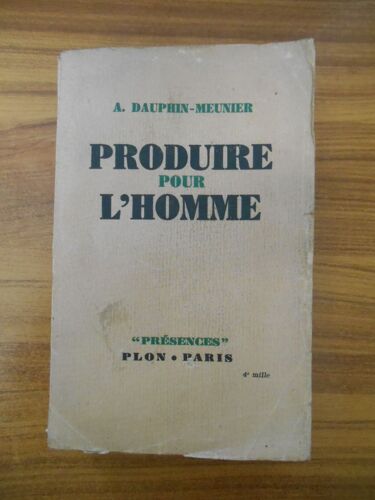 A. DAUPHIN-MEUNIER
PRODUIRE
POUR
L'HOMME
"PRÉSENCES"
PLON • PARIS
4e mille